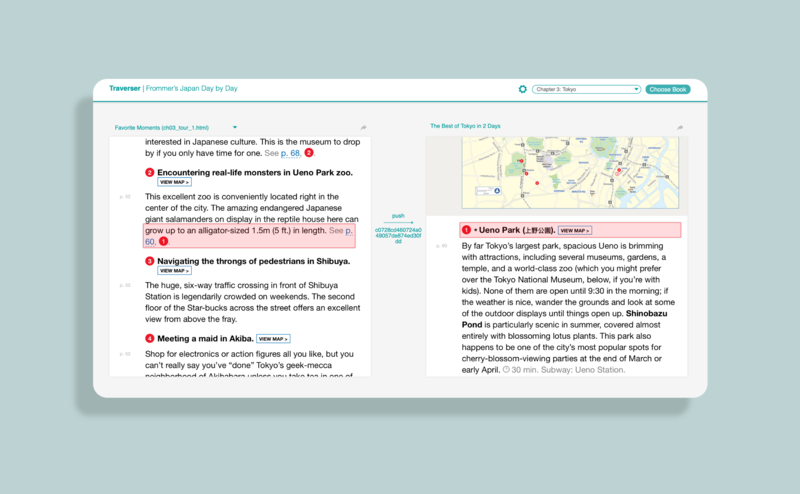 Traverser | Frommer's Japan Day by Day
Chapter 3: Tokyo
Choose Book
Favorite Moments (ch03_tour_1.html)
interested in Japanese culture. This is the museum to drop
by if you only have time for one. See p. 68, 2.
2 Encountering real-life monsters in Ueno Park zoo.
VIEW MAP >
This excellent zoo is conveniently located right in the
center of the city. The amazing endangered Japanese
giant salamanders on display in the reptile house here can
grow up to an alligator-sized 1.5m (5 ft.) in length. See p.
60, 1.
3 Navigating the throngs of pedestrians in Shibuya.
VIEW MAP >
The huge, six-way traffic crossing in front of Shibuya
Station is legendarily crowded on weekends. The second
floor of the Star-bucks across the street offers an excellent
view from above the fray.
4 Meeting a maid in Akiba. VIEW MAP >
Shop for electronics or action figures all you like, but you
can't really say you've "done" Tokyo's geek-mecca
neighborhood of Akihabara unless you take tea in one of
push
The Best of Tokyo in 2 Days
1 • Ueno Park (上野公園). VIEW MAP >
By far Tokyo's largest park, spacious Ueno is brimming
with attractions, including several museums, gardens, a
temple, and a world-class zoo (which you might prefer
over the Tokyo National Museum, below, if you're with
kids). None of them are open until 9:30 in the morning; if
the weather is nice, wander the grounds and look at some
of the outdoor displays until things open up. Shinobazu
Pond is particularly scenic in summer, covered almost
entirely with blossoming lotus plants. This park also
happens to be one of the city's most popular spots for
cherry-blossom-viewing parties at the end of March or
early April. 30 min. Subway: Ueno Station.